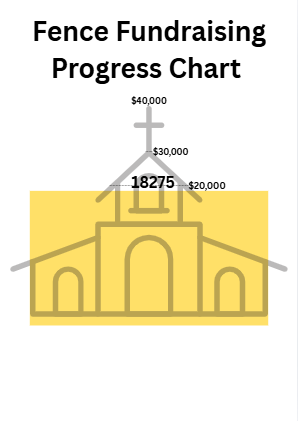 Fence Fundraising
Progress Chart
$40,000
$30,000
18275
$20,000